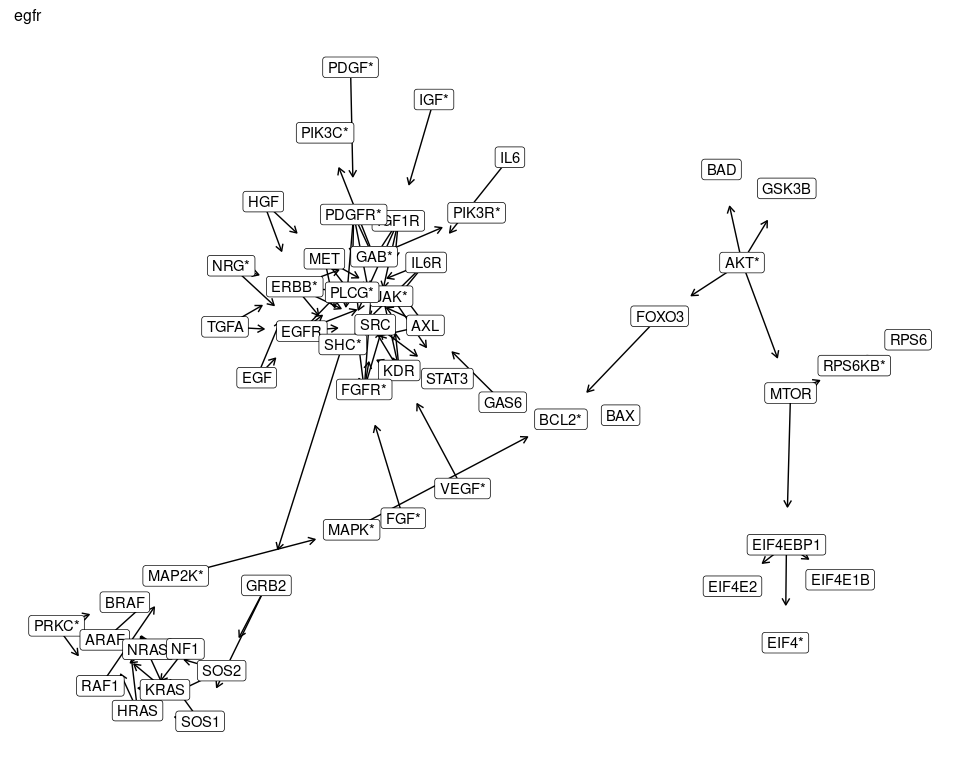 egfr
PDGF*
IGF*
PIK3C*
IL6
BAD
GSK3B
HGF
PDGFR*
IGF1R
PIK3R*
MET
GAB*
IL6R
AKT*
NRG*
ERBB*
PLCG*
JAK*
FOXO3
TGFA
EGFR
SRC
AXL
SHC*
RPS6
RPS6KB*
EGF
KDR
STAT3
FGFR*
MTOR
GAS6
BCL2*
BAX
VEGF*
FGF*
MAPK*
EIF4EBP1
MAP2K*
GRB2
EIF4E2
EIF4E1B
BRAF
PRKC*
ARAF
NRAS
NF1
EIF4*
SOS2
RAF1
KRAS
HRAS
SOS1